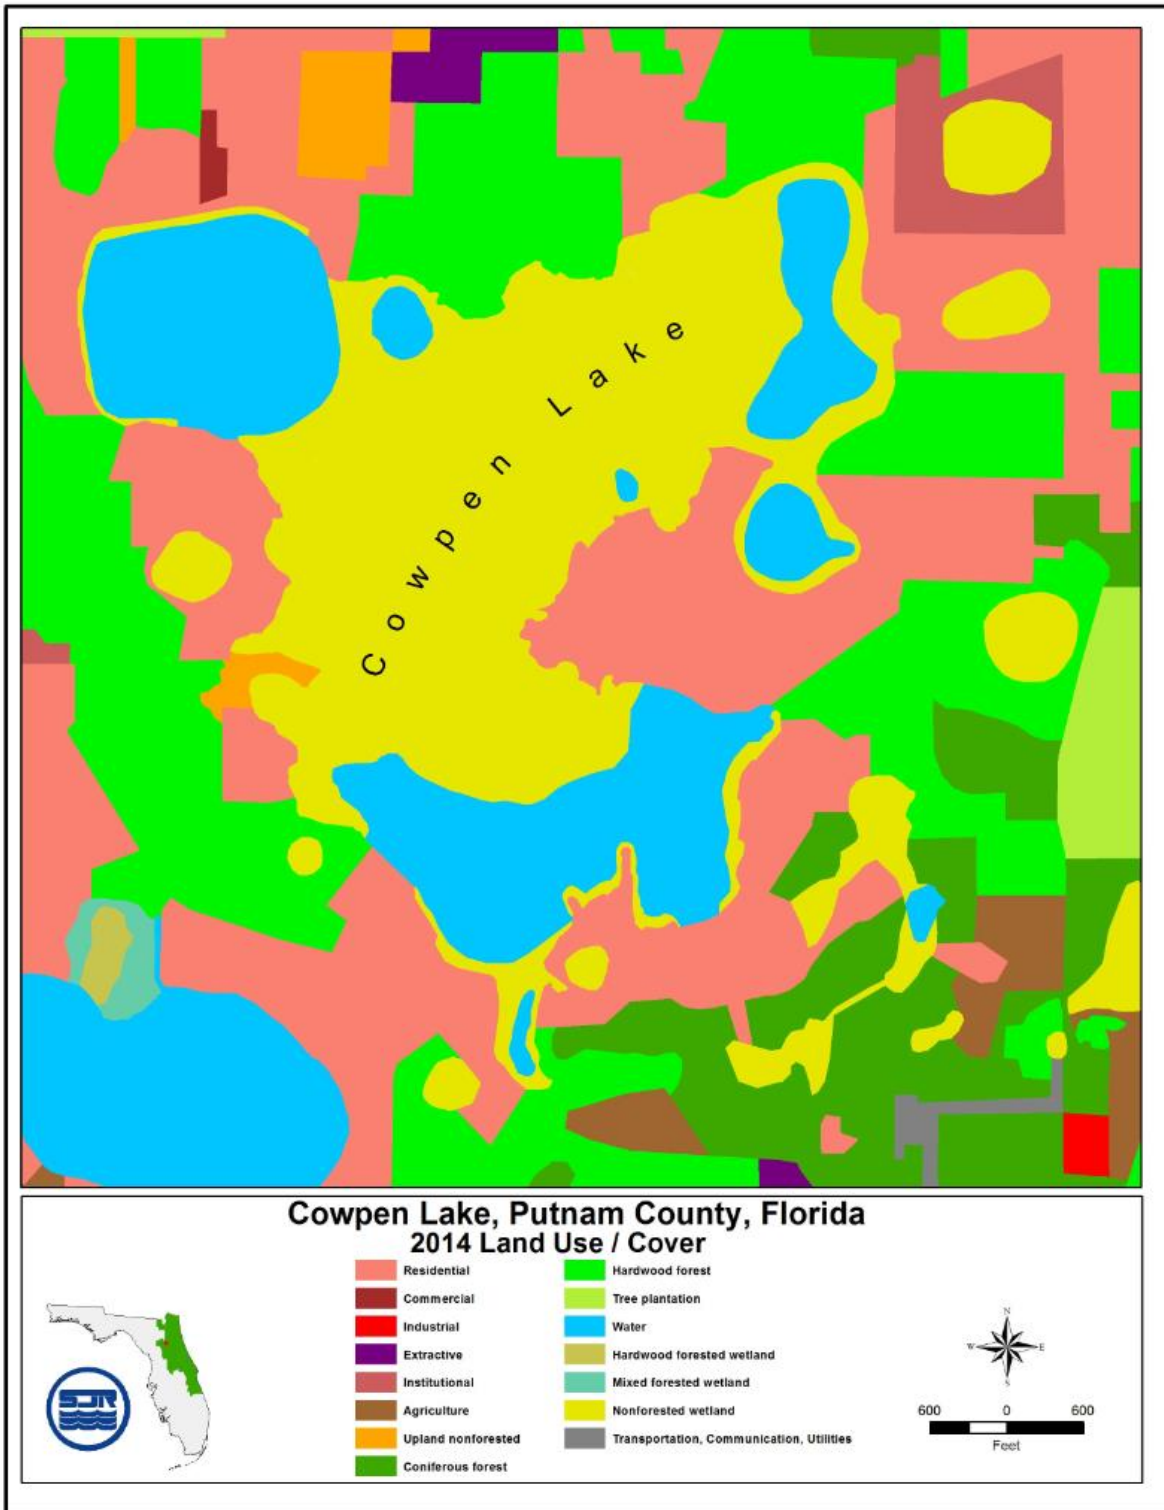 Cowpen Lake
Cowpen Lake, Putnam County, Florida
2014 Land Use / Cover
Residential
Commercial
Industrial
Extractive
Institutional
Agriculture
Upland nonforested
Coniferous forest
Hardwood forest
Tree plantation
Water
Hardwood forested wetland
Mixed forested wetland
Nonforested wetland
Transportation, Communication, Utilities
SJR
N
W E
S
600 0 600
Feet